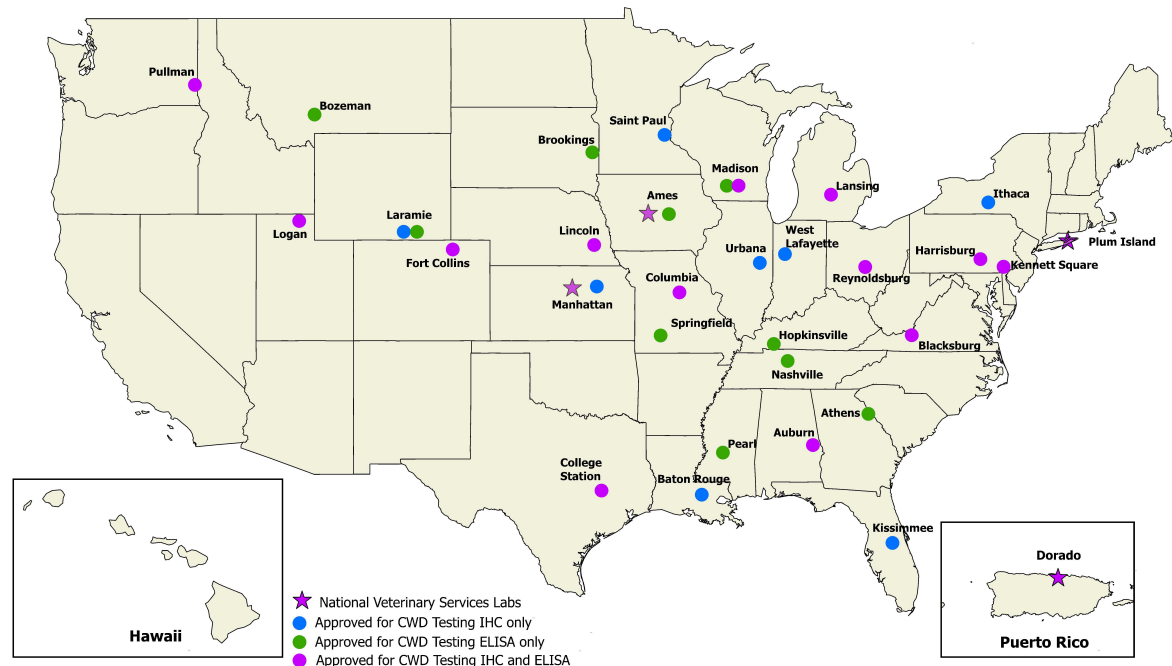 Pullman
Bozeman
Saint Paul
Brookings
Madison
Lansing
Ames
Ithaca
Laramie
Logan
Fort Collins
Lincoln
Urbana
West
Lafayette
Plum Island
Harrisburg
Kennett Square
Reynoldsburg
Columbia
Manhattan
Springfield
Hopkinsville
Blacksburg
Nashville
Athens
Auburn
Pearl
College
Station
Baton Rouge
Kissimmee
Dorado
Puerto Rico
Hawaii
National Veterinary Services Labs
Approved for CWD Testing IHC only
Approved for CWD Testing ELISA only
Approved for CWD Testing IHC and ELISA